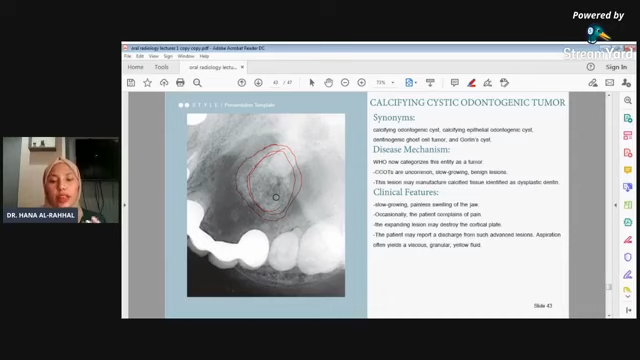 Powered by
StreamYard
oral radiology lecture'1 copy copy.pdf - Adobe Acrobat Reader DC
File Edit View Sign Window Help
Home Tools oral radiology lectu... × Sign In
43 / 47 73%
STYLE | Presentation Template
CALCIFYING CYSTIC ODONTOGENIC TUMOR
Synonyms:
calcifying odontogenic cyst, calcifying epithelial odontogenic cyst,
dentinogenic ghost cell tumor, and Gorlin's cyst.
Disease Mechanism:
WHO now categorizes this entity as a tumor.
-CCOTs are uncommon, slow-growing, benign lesions.
-This lesion may manufacture calcified tissue identified as dysplastic dentin.
Clinical Features:
-slow-growing, painless swelling of the jaw.
-Occasionally, the patient complains of pain.
-the expanding lesion may destroy the cortical plate.
-The patient may report a discharge from such advanced lesions. Aspiration
often yields a viscous, granular, yellow fluid.
Slide 43
DR. HANA AL-RAHHAL